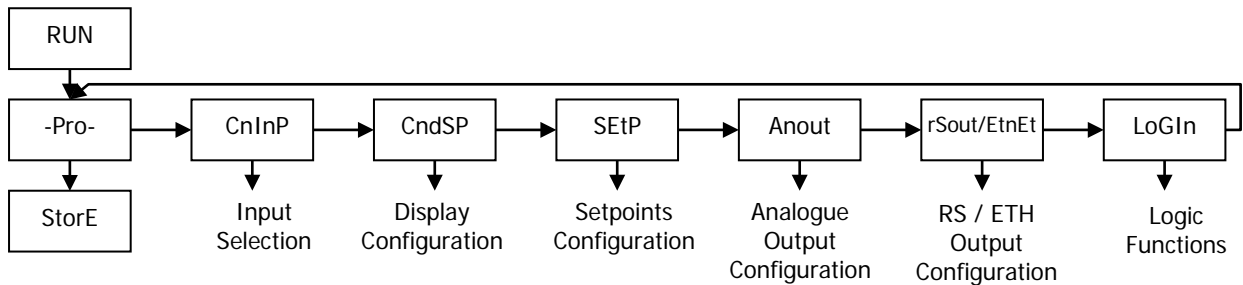 RUN
-Pro-
CnInP
CndSP
SEtP
Anout
rSout/EtnEt
LoGIn
StorE
Input
Selection
Display
Configuration
Setpoints
Configuration
Analogue
Output
Configuration
RS / ETH
Output
Configuration
Logic
Functions